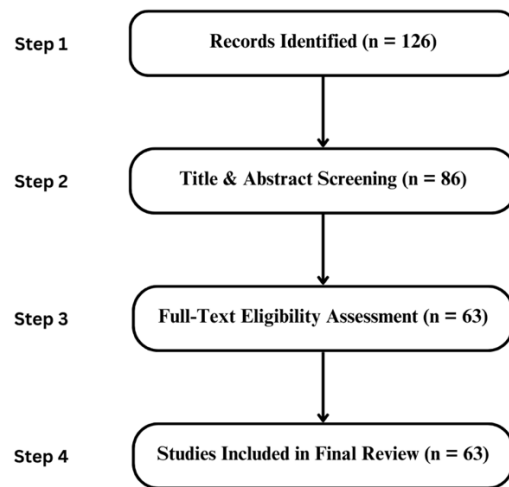 Step 1
Records Identified (n = 126)
Step 2
Title & Abstract Screening (n = 86)
Step 3
Full-Text Eligibility Assessment (n = 63)
Step 4
Studies Included in Final Review (n = 63)